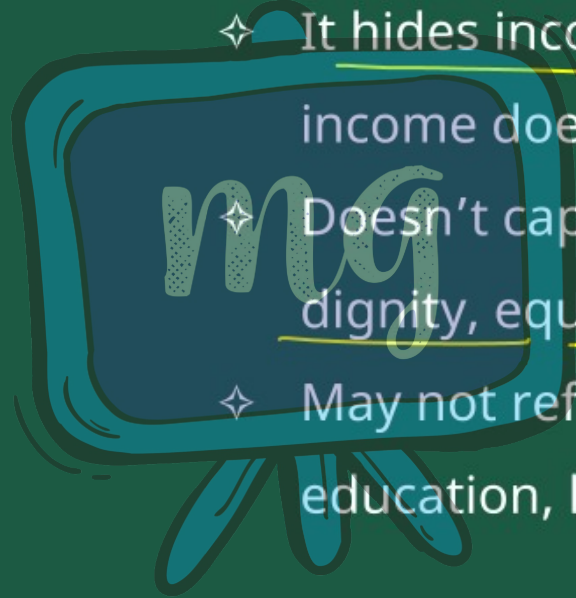 ✧ It hides inco
income doe
✧ Doesn't cap
mg
dignity, equ
✧ May not ref
education,